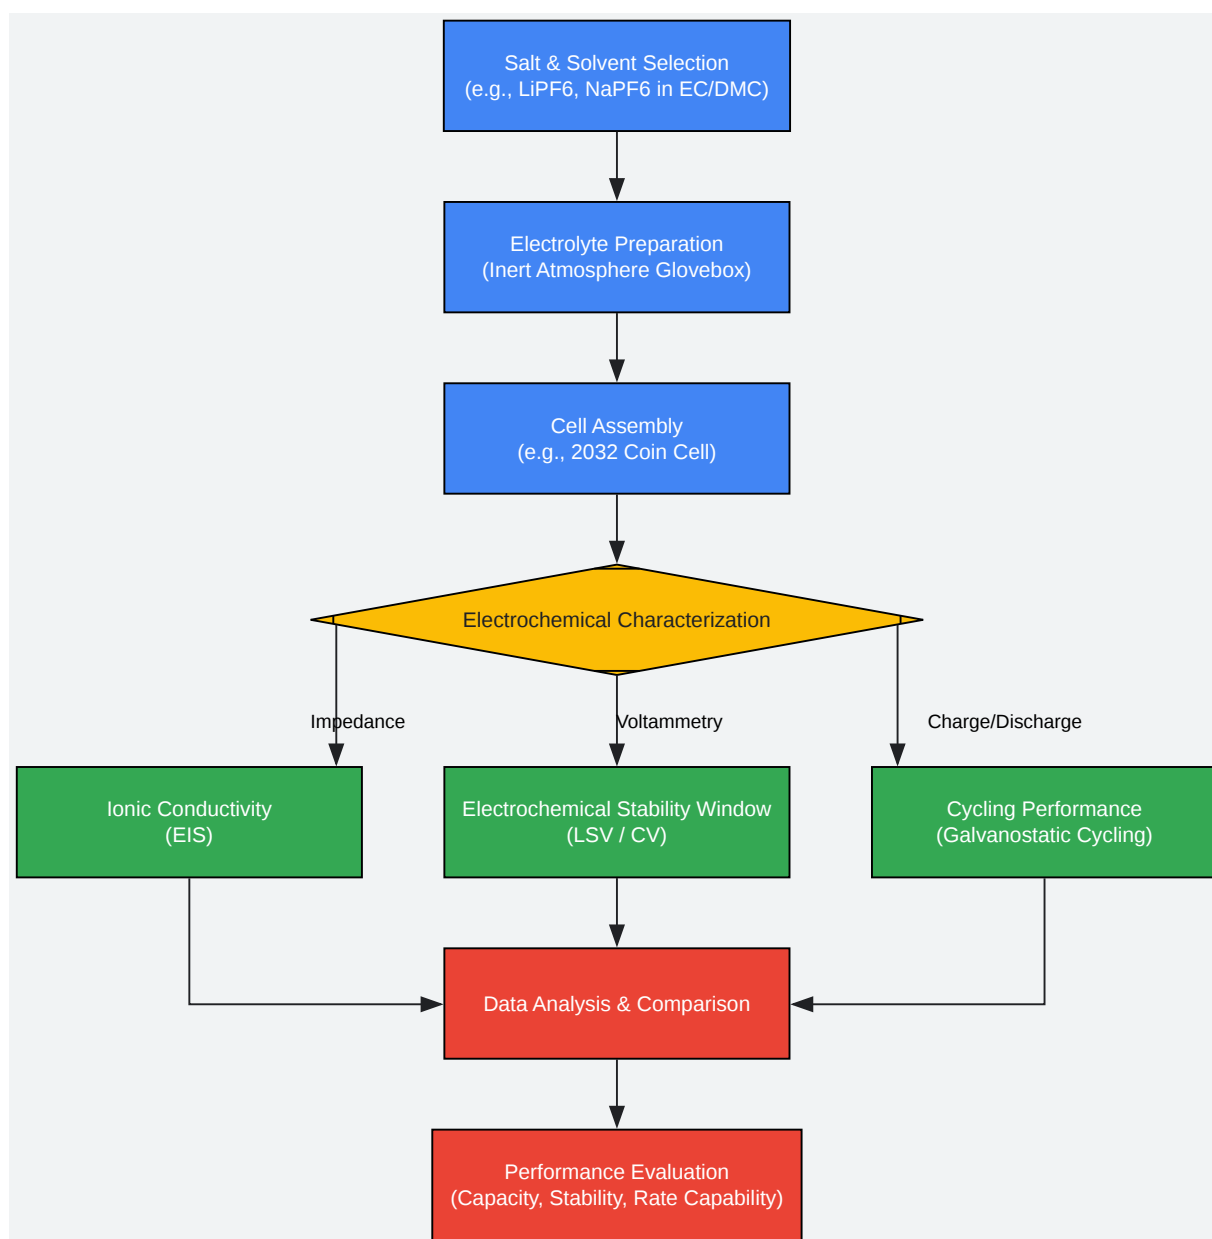 Salt & Solvent Selection
(e.g., LiPF6, NaPF6 in EC/DMC)
Electrolyte Preparation
(Inert Atmosphere Glovebox)
Cell Assembly
(e.g., 2032 Coin Cell)
Electrochemical Characterization
Impedance
Voltammetry
Charge/Discharge
Ionic Conductivity
(EIS)
Electrochemical Stability Window
(LSV / CV)
Cycling Performance
(Galvanostatic Cycling)
Data Analysis & Comparison
Performance Evaluation
(Capacity, Stability, Rate Capability)